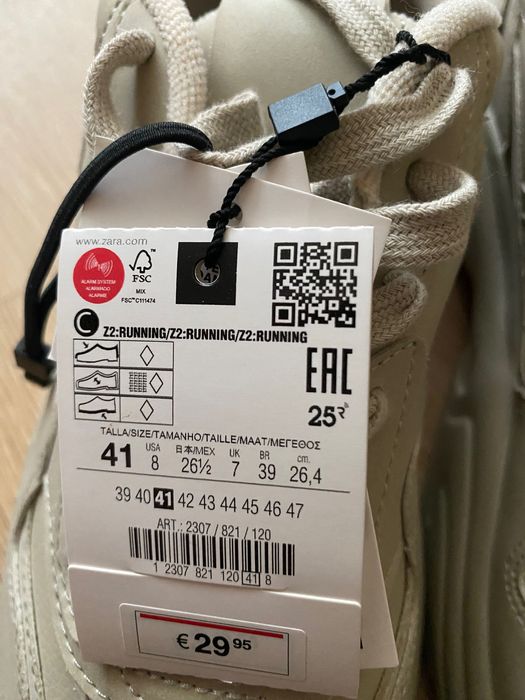 www.zara.com
ALARM SYSTEM
ALARMADO
ALARME
FSC™
MIX
FSC™C111474
C Z2:RUNNING/Z2:RUNNING/Z2:RUNNING
EAC
25
TALLA/SIZE/TAMANHO/TAILLE/MAAT/ΜΕΓΕΘΟΣ
USA 日本/MEX UK BR cm.
41 8 26½ 7 39 26,4
39 40 41 42 43 44 45 46 47
ART.: 2307 / 821 / 120
1 2307 821 120 41 8
€ 29 95